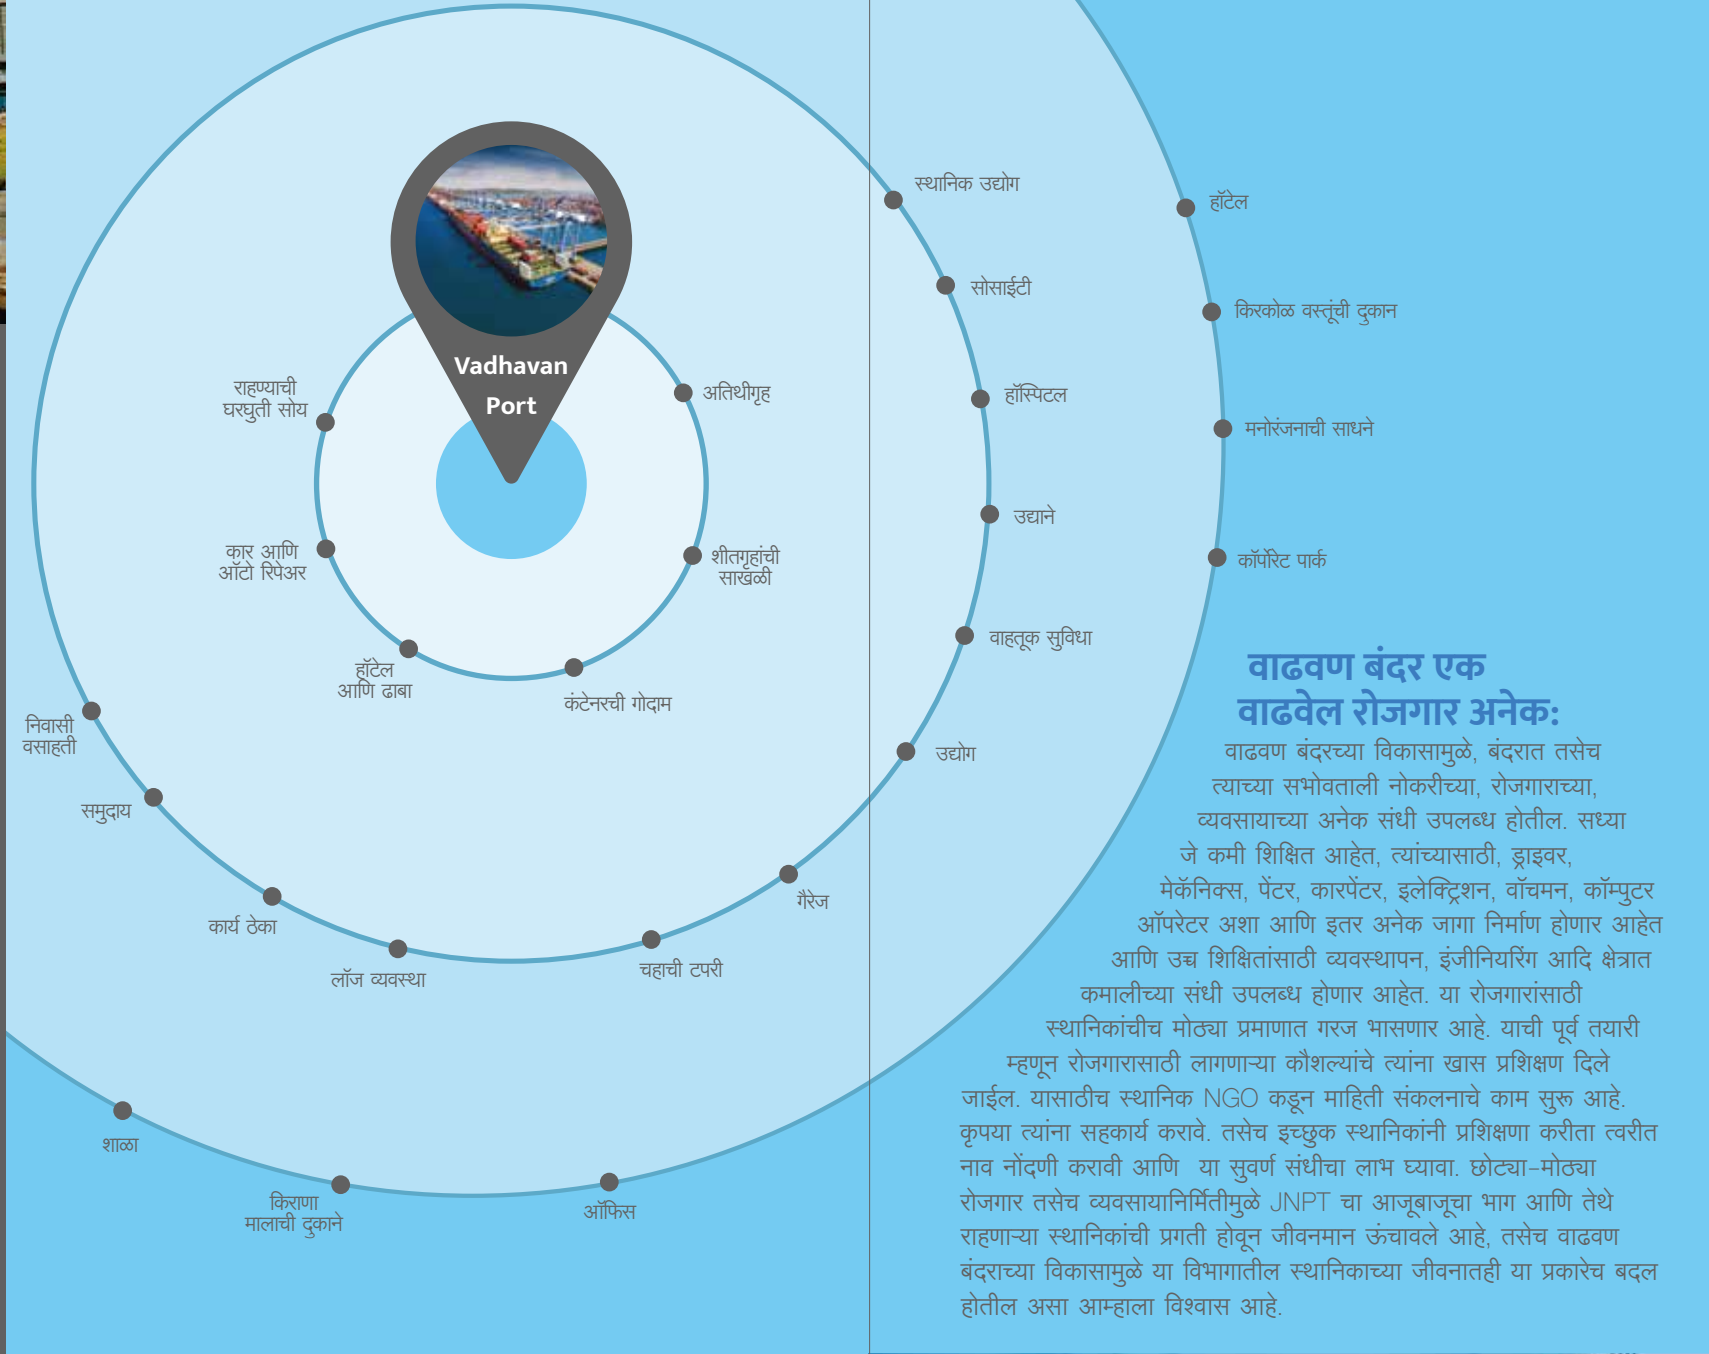 Vadhavan
Port
राहण्याची
घरघुती सोय
अतिथीगृह
कार आणि
ऑटो रिपेअर
शीतगृहांची
साखळी
हॉटेल
आणि ढाबा
कंटेनरची गोदाम
स्थानिक उद्योग
सोसाईटी
हॉस्पिटल
उद्याने
वाहतूक सुविधा
उद्योग
गैरेज
चहाची टपरी
लॉज व्यवस्था
कार्य ठेका
समुदाय
निवासी
वसाहती
हॉटेल
किरकोळ वस्तूंची दुकान
मनोरंजनाची साधने
कॉर्पोरेट पार्क
शाळा
किराणा
मालाची दुकाने
ऑफिस
वाढवण बंदर एक
वाढवेल रोजगार अनेक:
वाढवण बंदरच्या विकासामुळे, बंदरात तसेच
त्याच्या सभोवताली नोकरीच्या, रोजगाराच्या,
व्यवसायाच्या अनेक संधी उपलब्ध होतील. सध्या
जे कमी शिक्षित आहेत, त्यांच्यासाठी, ड्राइवर,
मेकॅनिक्स, पेंटर, कारपेंटर, इलेक्ट्रिशन, वॉचमन, कॉम्पुटर
ऑपरेटर अशा आणि इतर अनेक जागा निर्माण होणार आहेत
आणि उच्च शिक्षितांसाठी व्यवस्थापन, इंजीनियरिंग आदि क्षेत्रात
कमालीच्या संधी उपलब्ध होणार आहेत. या रोजगारांसाठी
स्थानिकांचीच मोठ्या प्रमाणात गरज भासणार आहे. याची पूर्व तयारी
म्हणून रोजगारासाठी लागणाऱ्या कौशल्यांचे त्यांना खास प्रशिक्षण दिले
जाईल. यासाठीच स्थानिक NGO कडून माहिती संकलनाचे काम सुरू आहे.
कृपया त्यांना सहकार्य करावे. तसेच इच्छुक स्थानिकांनी प्रशिक्षणा करीता त्वरीत
नाव नोंदणी करावी आणि या सुवर्ण संधीचा लाभ घ्यावा. छोट्या-मोठ्या
रोजगार तसेच व्यवसायानिर्मितीमुळे JNPT चा आजूबाजूचा भाग आणि तेथे
राहणाऱ्या स्थानिकांची प्रगती होवून जीवनमान ऊंचावले आहे, तसेच वाढवण
बंदराच्या विकासामुळे या विभागातील स्थानिकाच्या जीवनातही या प्रकारेच बदल
होतील असा आम्हाला विश्वास आहे.